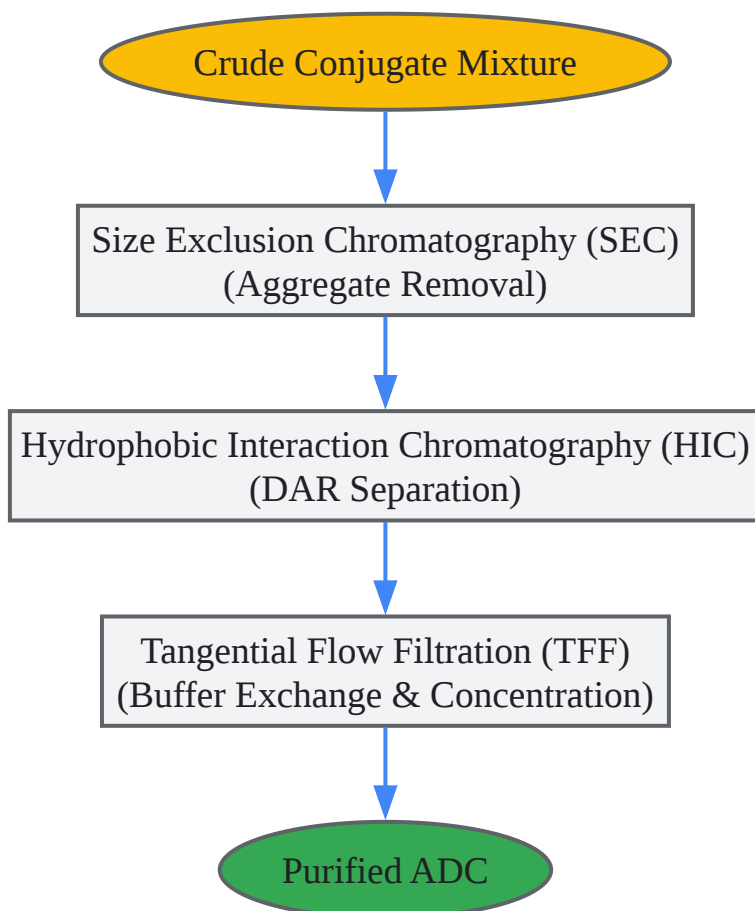 Crude Conjugate Mixture
Size Exclusion Chromatography (SEC)
(Aggregate Removal)
Hydrophobic Interaction Chromatography (HIC)
(DAR Separation)
Tangential Flow Filtration (TFF)
(Buffer Exchange & Concentration)
Purified ADC